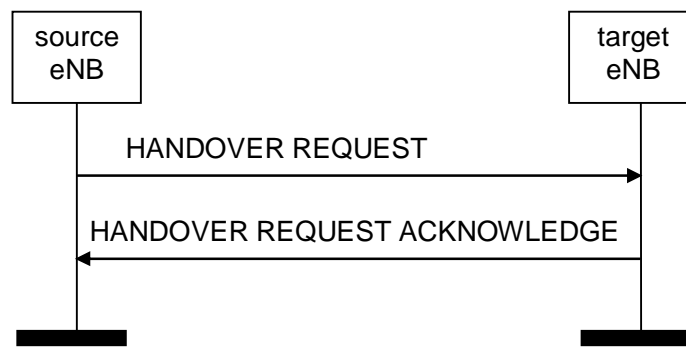 source
eNB
target
eNB
HANDOVER REQUEST
HANDOVER REQUEST ACKNOWLEDGE